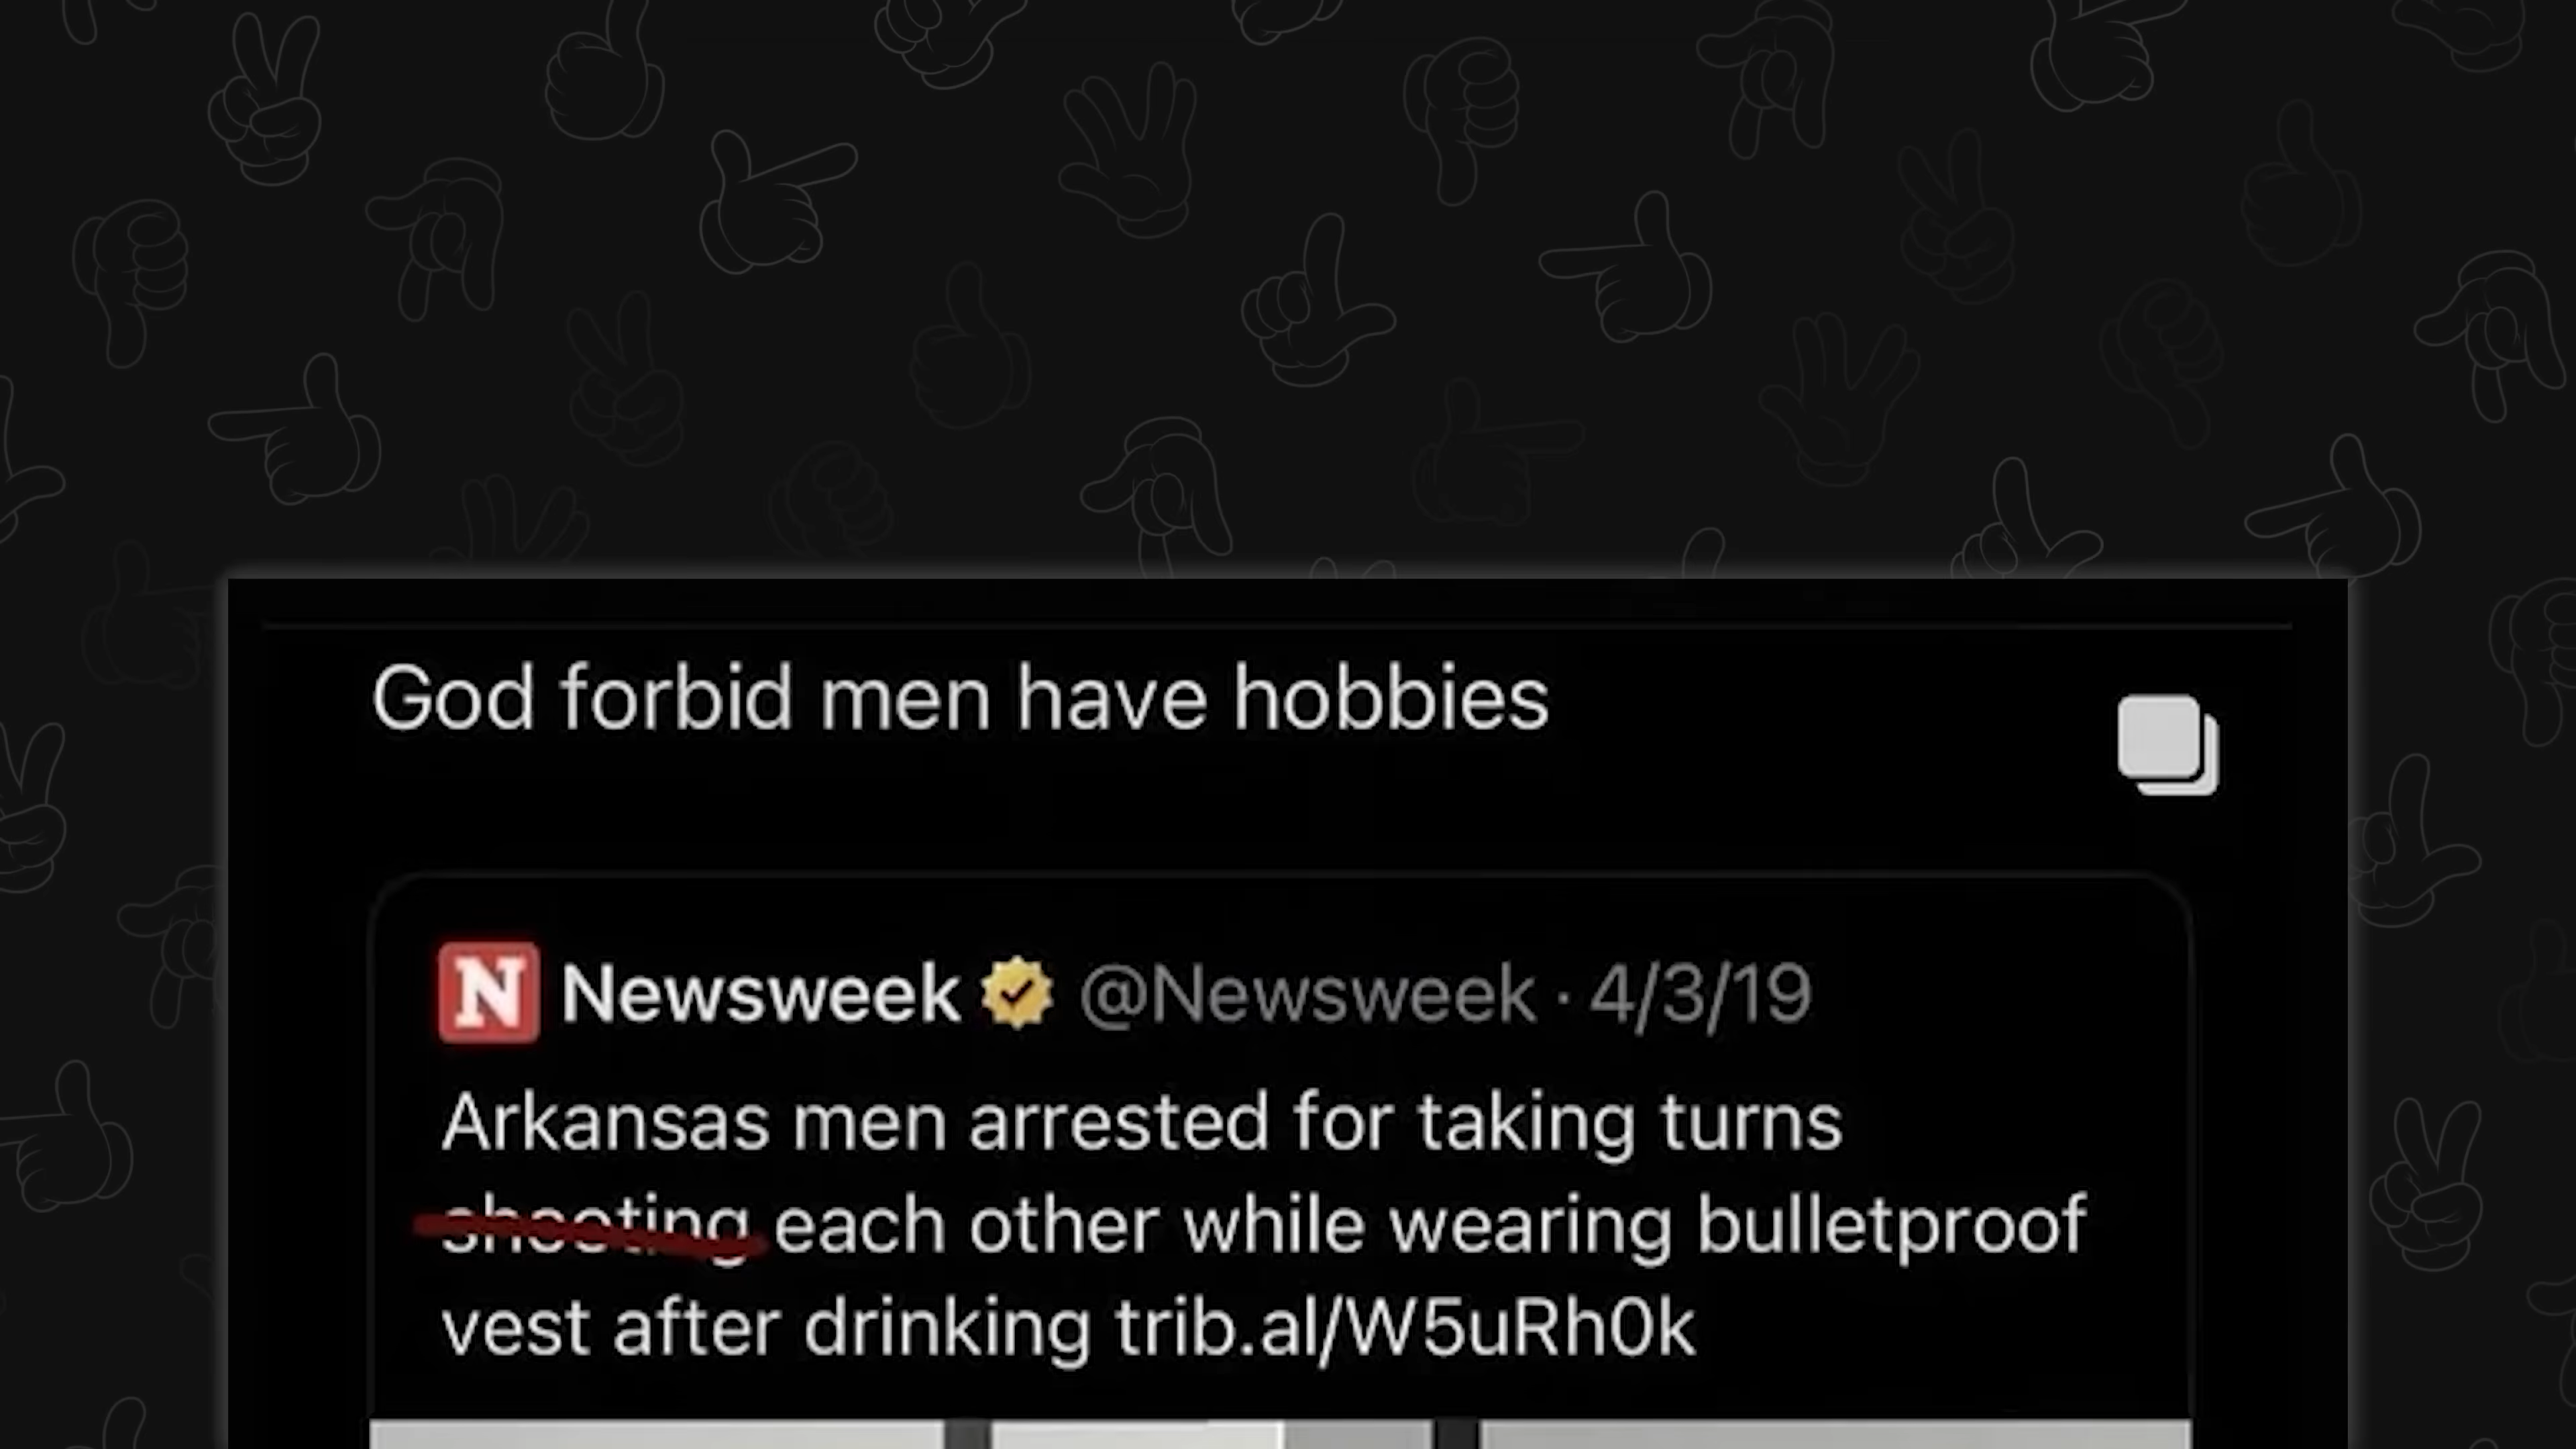 God forbid men have hobbies
N Newsweek @Newsweek · 4/3/19
Arkansas men arrested for taking turns
shooting each other while wearing bulletproof
vest after drinking trib.al/W5uRh0k